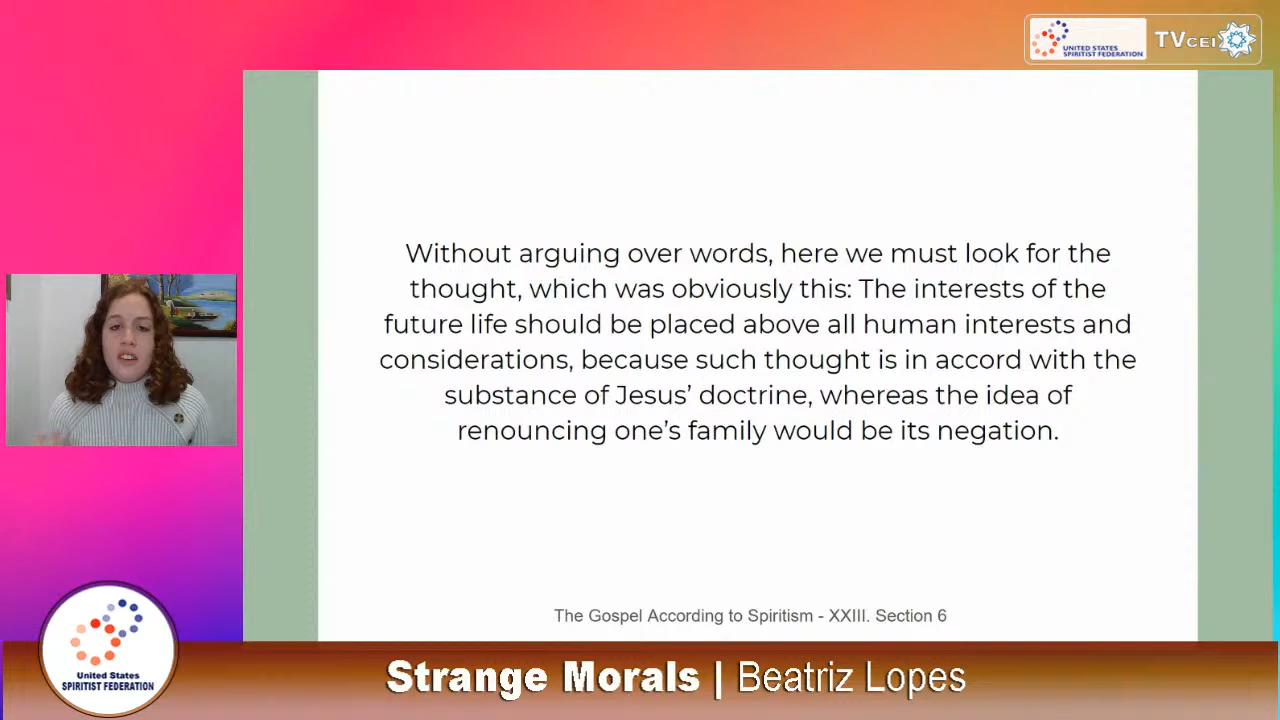 UNITED STATES
SPIRITIST FEDERATION
TVCEI
Without arguing over words, here we must look for the
thought, which was obviously this: The interests of the
future life should be placed above all human interests and
considerations, because such thought is in accord with the
substance of Jesus’ doctrine, whereas the idea of
renouncing one’s family would be its negation.
The Gospel According to Spiritism - XXIII. Section 6
United States
SPIRITIST FEDERATION
Strange Morals | Beatriz Lopes